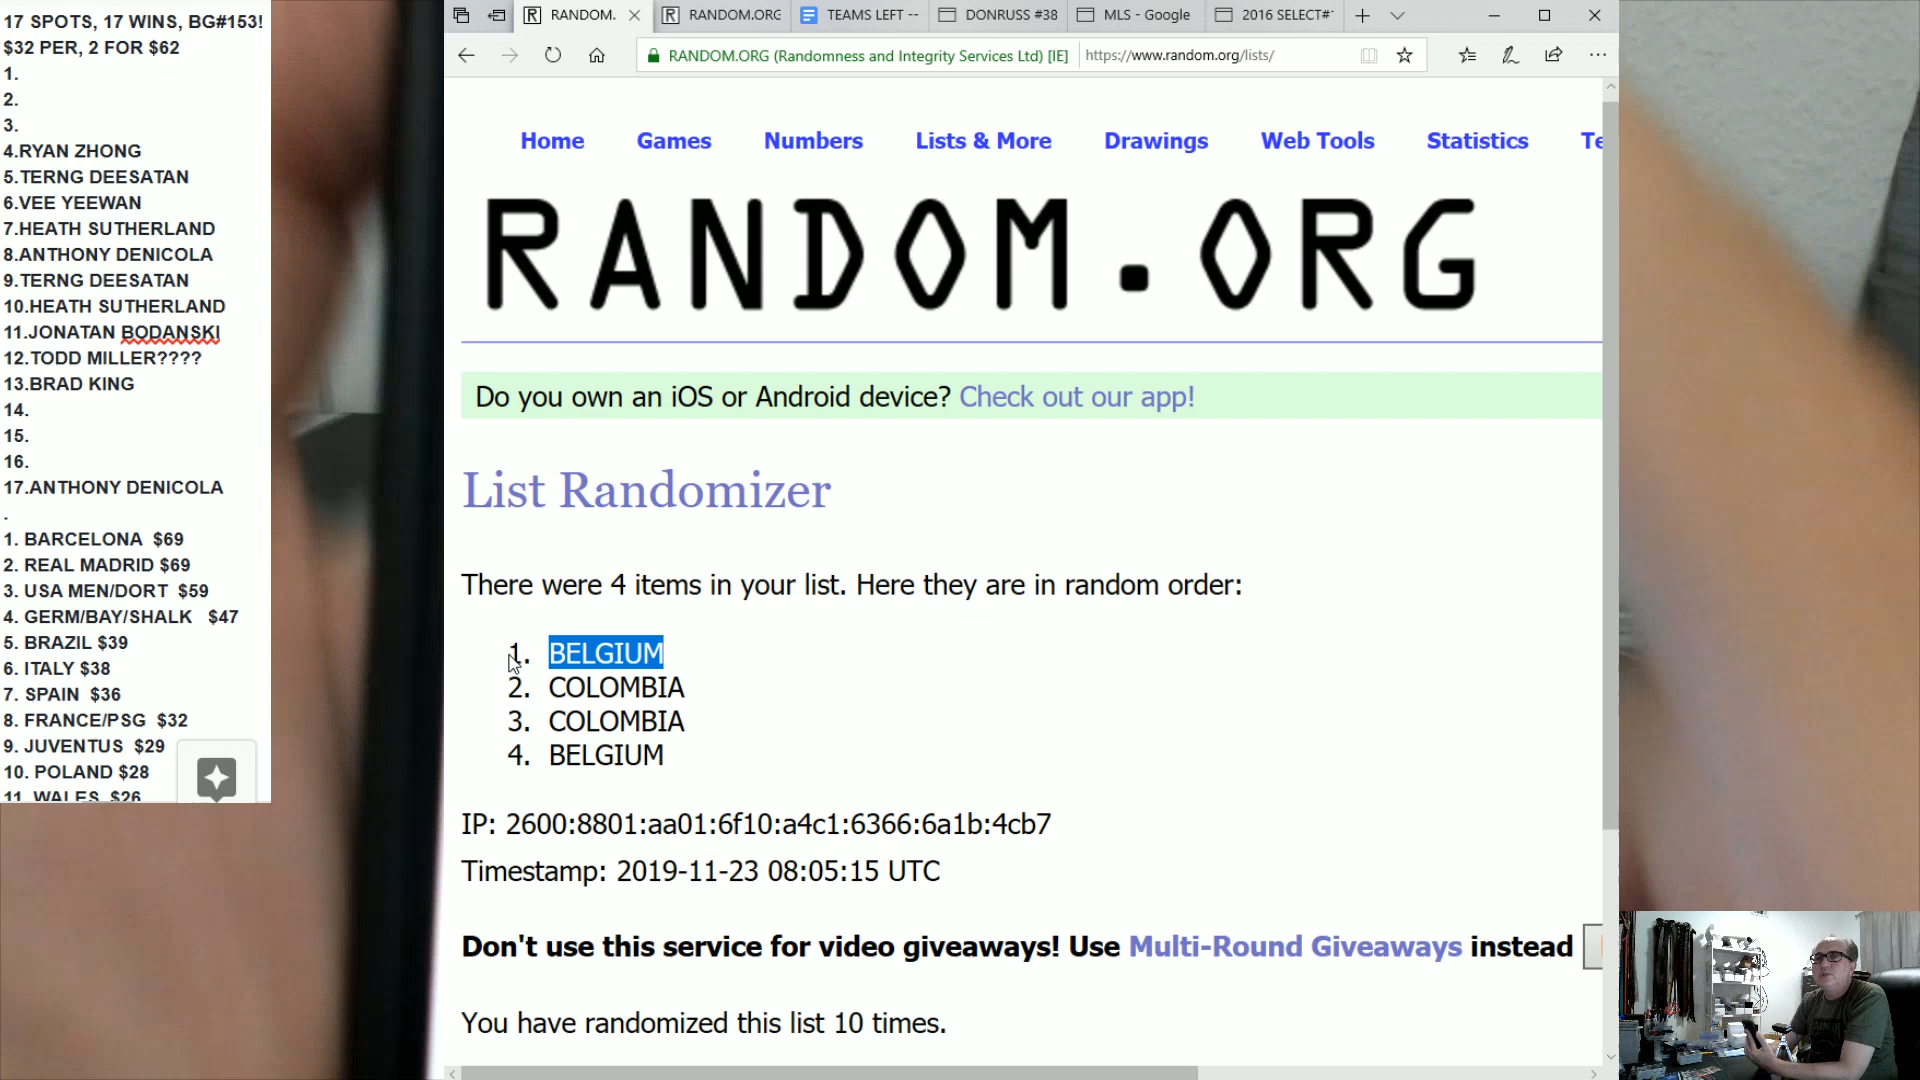 17 SPOTS, 17 WINS, BG#153!
$32 PER, 2 FOR $62
1.
2.
3.
4.RYAN ZHONG
5.TERNG DEESATAN
6.VEE YEEWAN
7.HEATH SUTHERLAND
8.ANTHONY DENICOLA
9.TERNG DEESATAN
10.HEATH SUTHERLAND
11.JONATAN BODANSKI
12.TODD MILLER????
13.BRAD KING
14.
15.
16.
17.ANTHONY DENICOLA
.
1. BARCELONA $69
2. REAL MADRID $69
3. USA MEN/DORT $59
4. GERM/BAY/SHALK $47
5. BRAZIL $39
6. ITALY $38
7. SPAIN $36
8. FRANCE/PSG $32
9. JUVENTUS $29
10. POLAND $28
11. WALES $26
RANDOM. RANDOM.ORG TEAMS LEFT -- DONRUSS #38 MLS - Google 2016 SELECT#
RANDOM.ORG (Randomness and Integrity Services Ltd) [IE] https://www.random.org/lists/
Home Games Numbers Lists & More Drawings Web Tools Statistics Te
RANDOM.ORG
Do you own an iOS or Android device? Check out our app!
List Randomizer
There were 4 items in your list. Here they are in random order:
1. BELGIUM
2. COLOMBIA
3. COLOMBIA
4. BELGIUM
IP: 2600:8801:aa01:6f10:a4c1:6366:6a1b:4cb7
Timestamp: 2019-11-23 08:05:15 UTC
Don't use this service for video giveaways! Use Multi-Round Giveaways instead
You have randomized this list 10 times.